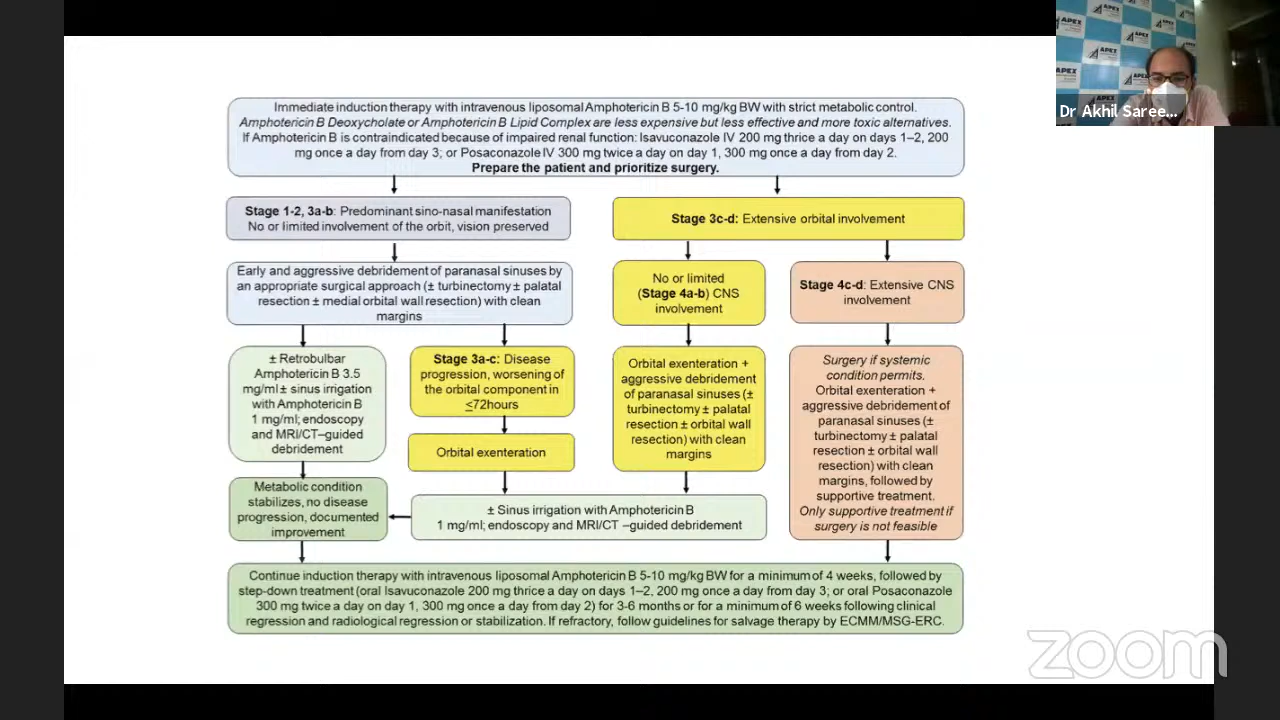 Immediate induction therapy with intravenous liposomal Amphotericin B 5-10 mg/kg BW with strict metabolic control.
Amphotericin B Deoxycholate or Amphotericin B Lipid Complex are less expensive but less effective and more toxic alternatives.
If Amphotericin B is contraindicated because of impaired renal function: Isavuconazole IV 200 mg thrice a day on days 1–2, 200
mg once a day from day 3; or Posaconazole IV 300 mg twice a day on day 1, 300 mg once a day from day 2.
Prepare the patient and prioritize surgery.
Stage 1-2, 3a-b: Predominant sino-nasal manifestation
No or limited involvement of the orbit, vision preserved
Stage 3c-d: Extensive orbital involvement
Early and aggressive debridement of paranasal sinuses by
an appropriate surgical approach (± turbinectomy ± palatal
resection ± medial orbital wall resection) with clean
margins
No or limited
(Stage 4a-b) CNS
involvement
Stage 4c-d: Extensive CNS
involvement
± Retrobulbar
Amphotericin B 3.5
mg/ml ± sinus irrigation
with Amphotericin B
1 mg/ml; endoscopy
and MRI/CT–guided
debridement
Stage 3a-c: Disease
progression, worsening of
the orbital component in
≤72hours
Orbital exenteration
Orbital exenteration +
aggressive debridement
of paranasal sinuses (±
turbinectomy ± palatal
resection ± orbital wall
resection) with clean
margins
Surgery if systemic
condition permits.
Orbital exenteration +
aggressive debridement of
paranasal sinuses (±
turbinectomy ± palatal
resection ± orbital wall
resection) with clean
margins, followed by
supportive treatment.
Only supportive treatment if
surgery is not feasible
Metabolic condition
stabilizes, no disease
progression, documented
improvement
± Sinus irrigation with Amphotericin B
1 mg/ml; endoscopy and MRI/CT –guided debridement
Continue induction therapy with intravenous liposomal Amphotericin B 5-10 mg/kg BW for a minimum of 4 weeks, followed by
step-down treatment (oral Isavuconazole 200 mg thrice a day on days 1–2, 200 mg once a day from day 3; or oral Posaconazole
300 mg twice a day on day 1, 300 mg once a day from day 2) for 3-6 months or for a minimum of 6 weeks following clinical
regression and radiological regression or stabilization. If refractory, follow guidelines for salvage therapy by ECMM/MSG-ERC.
APEX
Dr Akhil Saree...
zoom